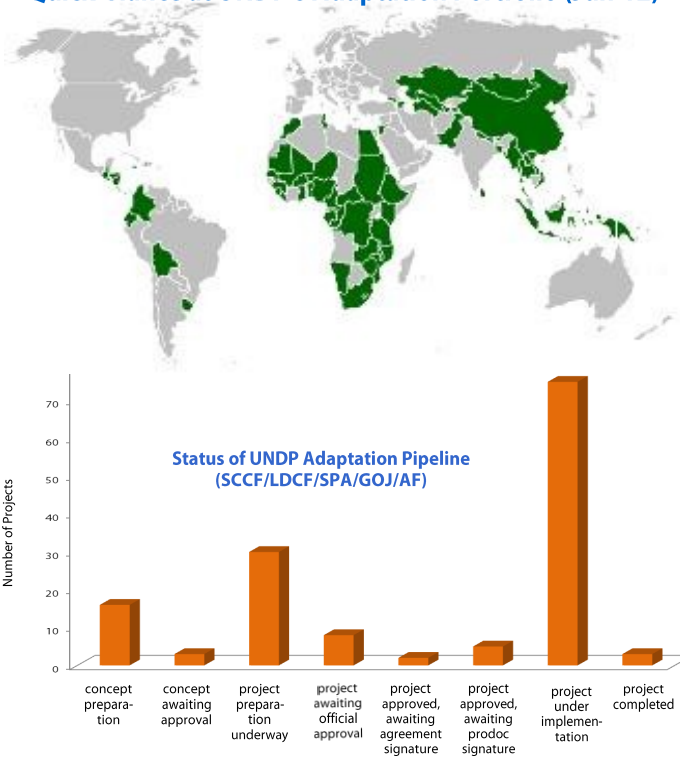 70
60
50
40
30
20
10
0
Number of Projects
Status of UNDP Adaptation Pipeline
(SCCF/LDCF/SPA/GOJ/AF)
concept
prepara-
tion
concept
awaiting
approval
project
prepara-
tion
underway
project
awaiting
official
approval
project
approved,
awaiting
agreement
signature
project
approved,
awaiting
prodoc
signature
project
under
implemen-
tation
project
completed